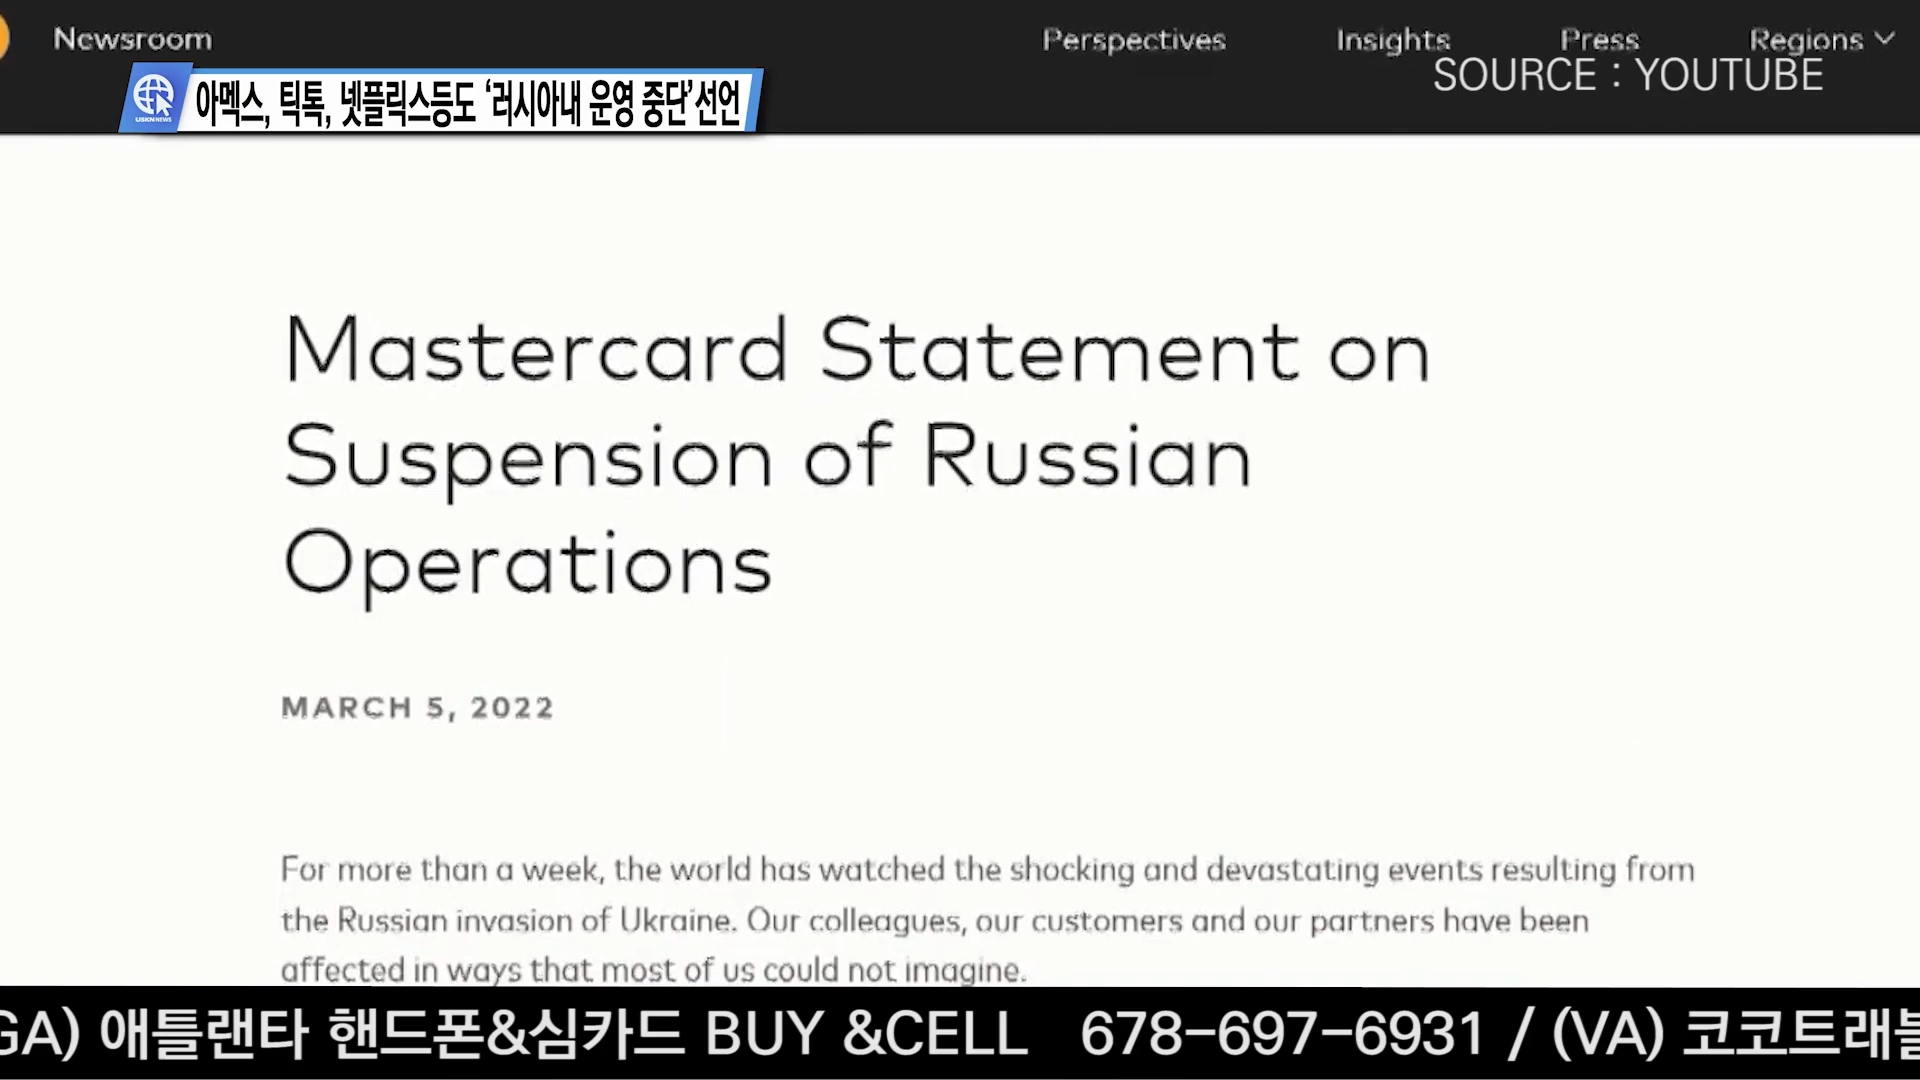 Newsroom Perspectives Insights Press Regions
SOURCE : YOUTUBE
USKN NEWS
아멕스, 틱톡, 넷플릭스등도 ‘러시아내 운영 중단’선언
Mastercard Statement on
Suspension of Russian
Operations
MARCH 5, 2022
For more than a week, the world has watched the shocking and devastating events resulting from
the Russian invasion of Ukraine. Our colleagues, our customers and our partners have been
affected in ways that most of us could not imagine.
GA) 애틀랜타 핸드폰&심카드 BUY &CELL 678-697-6931 / (VA) 코코트래블